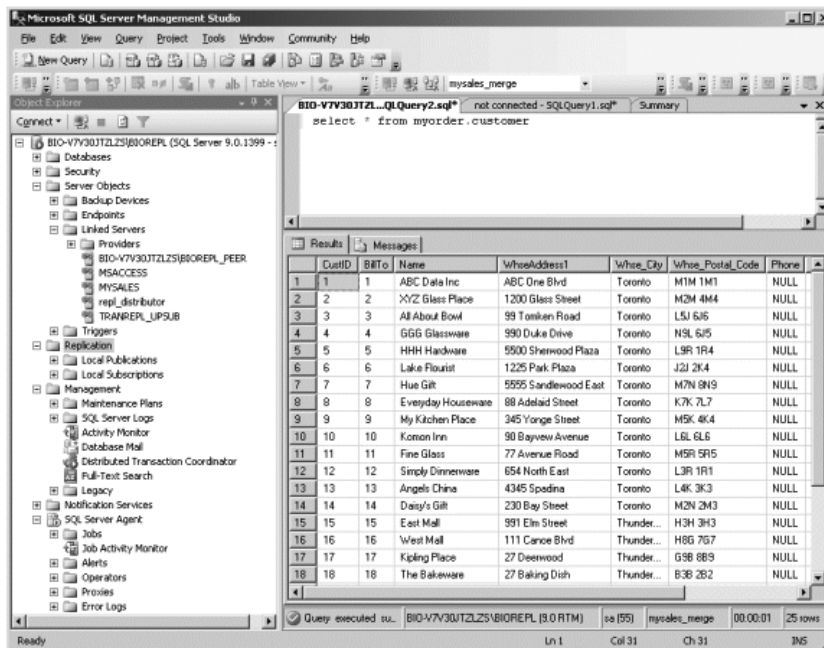 Microsoft SQL Server Management Studio
File Edit View Query Project Tools Window Community Help
New Query
Table View mysales_merge
Object Explorer
Connect
BIO-V7V30JTZLZS\BIOREPL (SQL Server 9.0.1399 - s
Databases
Security
Server Objects
Backup Devices
Endpoints
Linked Servers
Providers
BIO-V7V30JTZLZS\BIOREPL_PEER
MSACCESS
MYSALES
repl_distributor
TRANREPL_UPSUB
Triggers
Replication
Local Publications
Local Subscriptions
Management
Maintenance Plans
SQL Server Logs
Activity Monitor
Database Mail
Distributed Transaction Coordinator
Full-Text Search
Legacy
Notification Services
SQL Server Agent
Jobs
Job Activity Monitor
Alerts
Operators
Proxies
Error Logs
BIO-V7V30JTZL...QLQuery2.sql* not connected - SQLQuery1.sql* Summary
select * from myorder.customer
Results Messages
CustID BillTo Name WhseAddress1 Whse_City Whse_Postal_Code Phone
1 1 1 ABC Data Inc ABC One Blvd Toronto M1M 1M1 NULL
2 2 2 XYZ Glass Place 1200 Glass Street Toronto M2M 4M4 NULL
3 3 3 All About Bowl 99 Tomken Road Toronto L5J 6J6 NULL
4 4 4 GGG Glassware 990 Duke Drive Toronto N9L 6J5 NULL
5 5 5 HHH Hardware 5500 Sherwood Plaza Toronto L9R 1R4 NULL
6 6 6 Lake Flourist 1225 Park Plaza Toronto J2J 2K4 NULL
7 7 7 Hue Gift 5555 Sandlewood East Toronto M7N 8N9 NULL
8 8 8 Everyday Houseware 88 Adelaid Street Toronto K7K 7L7 NULL
9 9 9 My Kitchen Place 345 Yonge Street Toronto M5K 4K4 NULL
10 10 10 Komon Inn 90 Bayvew Avenue Toronto L6L 6L6 NULL
11 11 11 Fine Glass 77 Avenue Road Toronto M5R 5R5 NULL
12 12 12 Simply Dinnerware 654 North East Toronto L3R 1R1 NULL
13 13 13 Angels China 4345 Spadina Toronto L4K 3K3 NULL
14 14 14 Daisy's Gift 230 Bay Street Toronto M2N 2M3 NULL
15 15 15 East Mall 991 Elm Street Thunder... H3H 3H3 NULL
16 16 16 West Mall 111 Canoe Blvd Thunder... H8G 7G7 NULL
17 17 17 Kipling Place 27 Deerwood Thunder... G9B 8B9 NULL
18 18 18 The Bakeware 27 Baking Dish Thunder... B3B 2B2 NULL
Query executed su... BIO-V7V30JTZLZS\BIOREPL (9.0 RTM) sa (55) mysales_merge 00:00:01 25 rows
Ready Ln 1 Col 31 Ch 31 INS